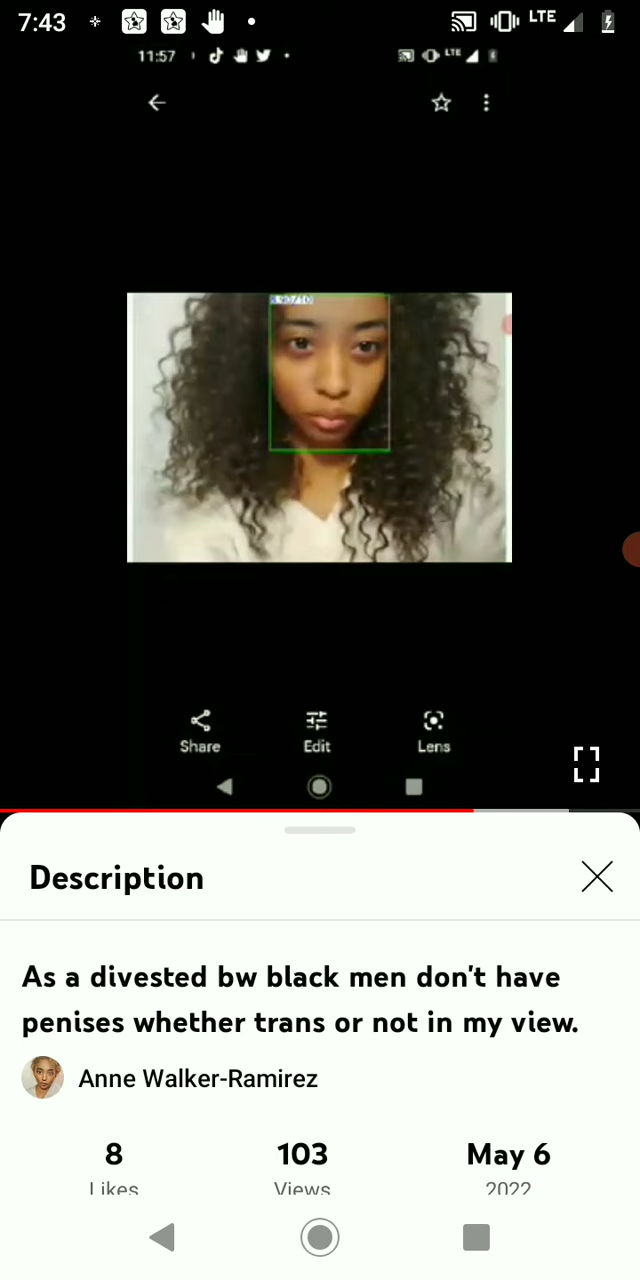 7:43 LTE
11:57 LTE
Share Edit Lens
Description
As a divested bw black men don't have
penises whether trans or not in my view.
Anne Walker-Ramirez
8 103 May 6
Likes Views 2022